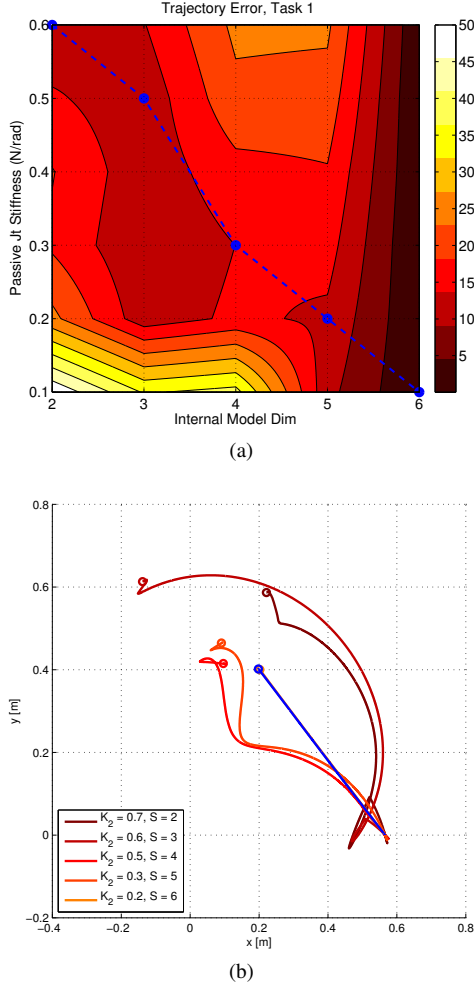 Trajectory Error, Task 1
Passive Jt Stiffness (N/rad)
0.6
0.5
0.4
0.3
0.2
0.1
2 3 4 5 6
Internal Model Dim
50
45
40
35
30
25
20
15
10
5
(a)
y [m]
0.8
0.6
0.4
0.2
0
−0.2
K2 = 0.7, S = 2
K2 = 0.6, S = 3
K2 = 0.5, S = 4
K2 = 0.3, S = 5
K2 = 0.2, S = 6
−0.4 −0.2 0 0.2 0.4 0.6 0.8
x [m]
(b)